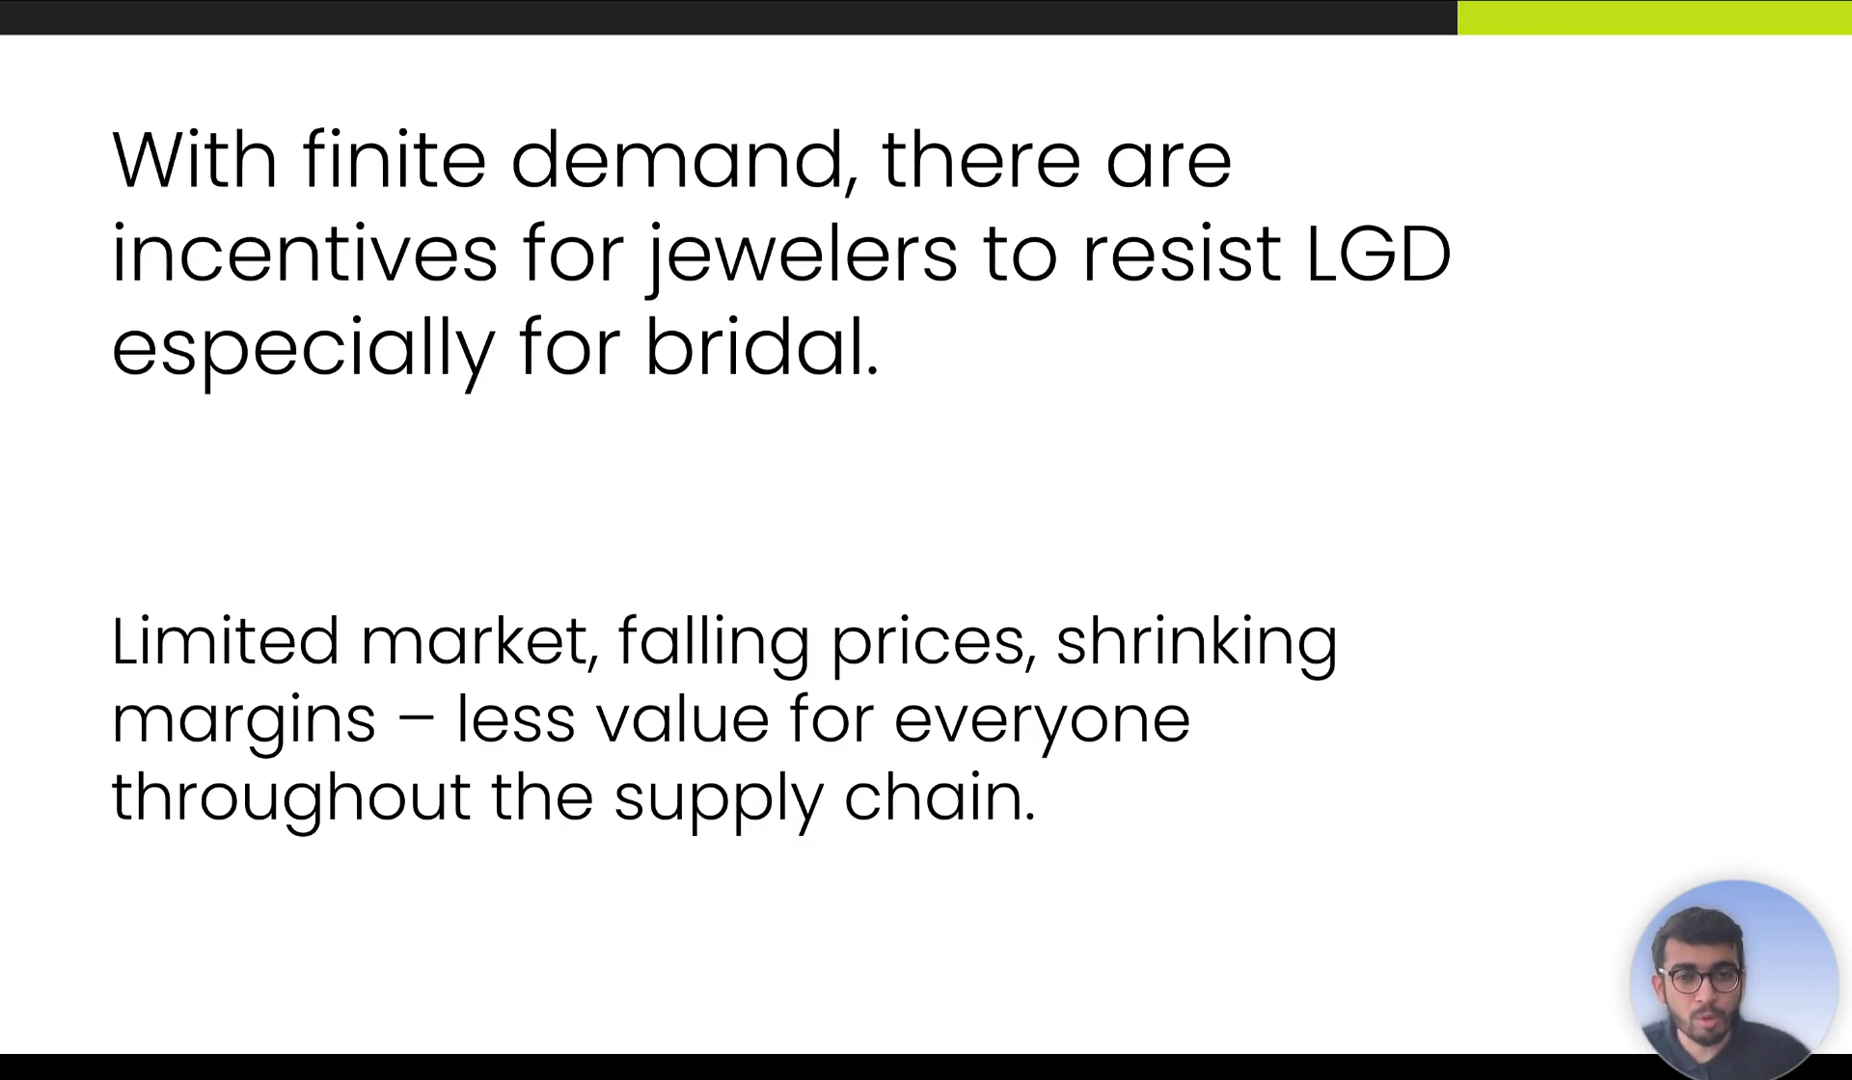 With finite demand, there are
incentives for jewelers to resist LGD
especially for bridal.
Limited market, falling prices, shrinking
margins – less value for everyone
throughout the supply chain.